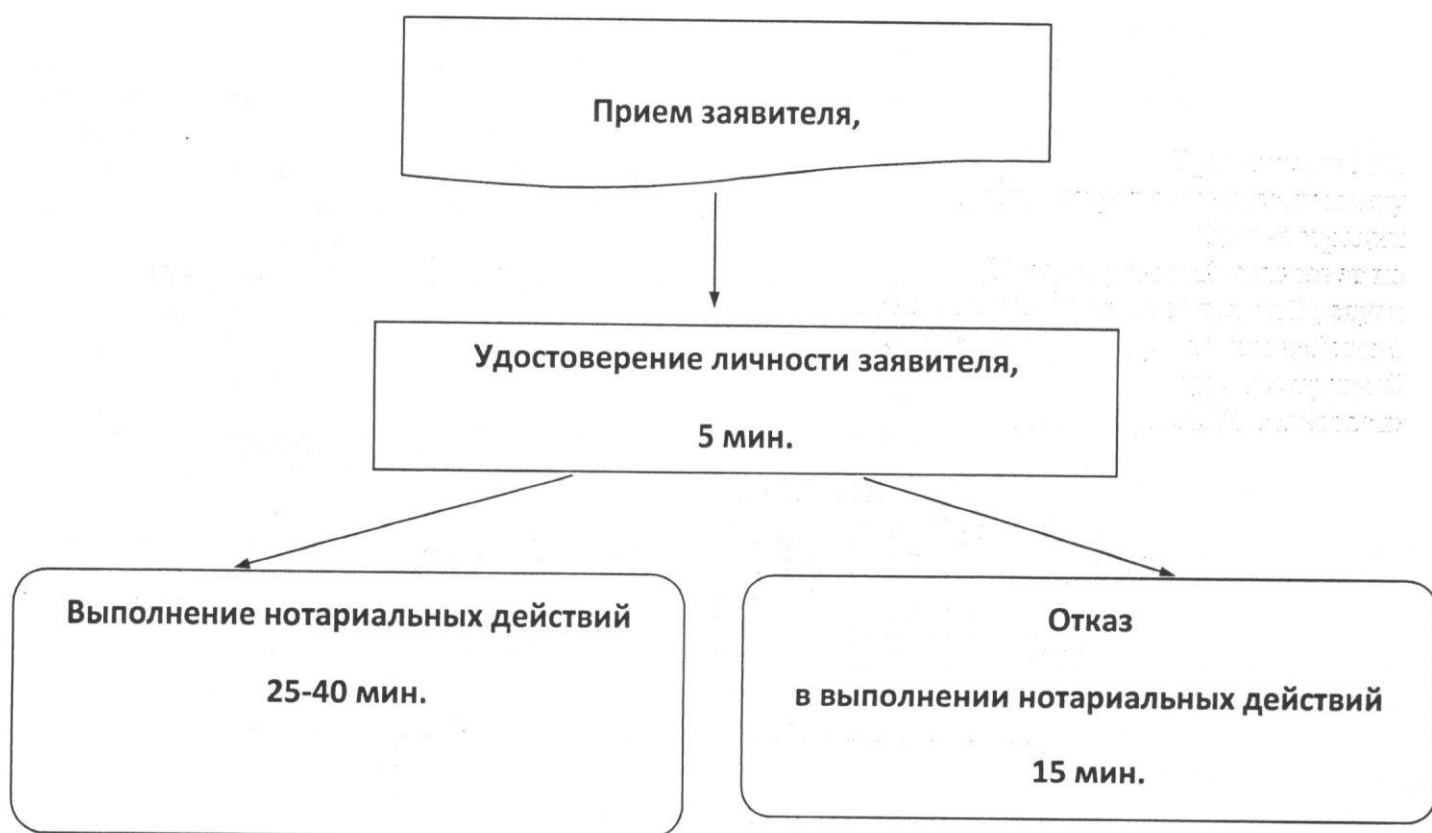 Прием заявителя,
Удостоверение личности заявителя,
5 мин.
Выполнение нотариальных действий
25-40 мин.
Отказ
в выполнении нотариальных действий
15 мин.